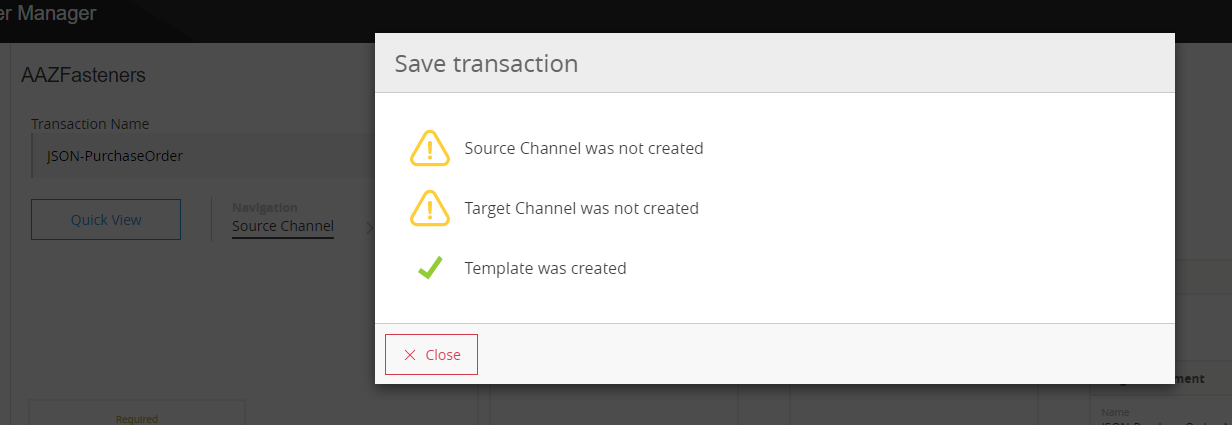 er Manager
AAZFasteners
Transaction Name
JSON-PurchaseOrder
Quick View
Navigation
Source Channel
Save transaction
Source Channel was not created
Target Channel was not created
Template was created
Close
Required
ment
Name